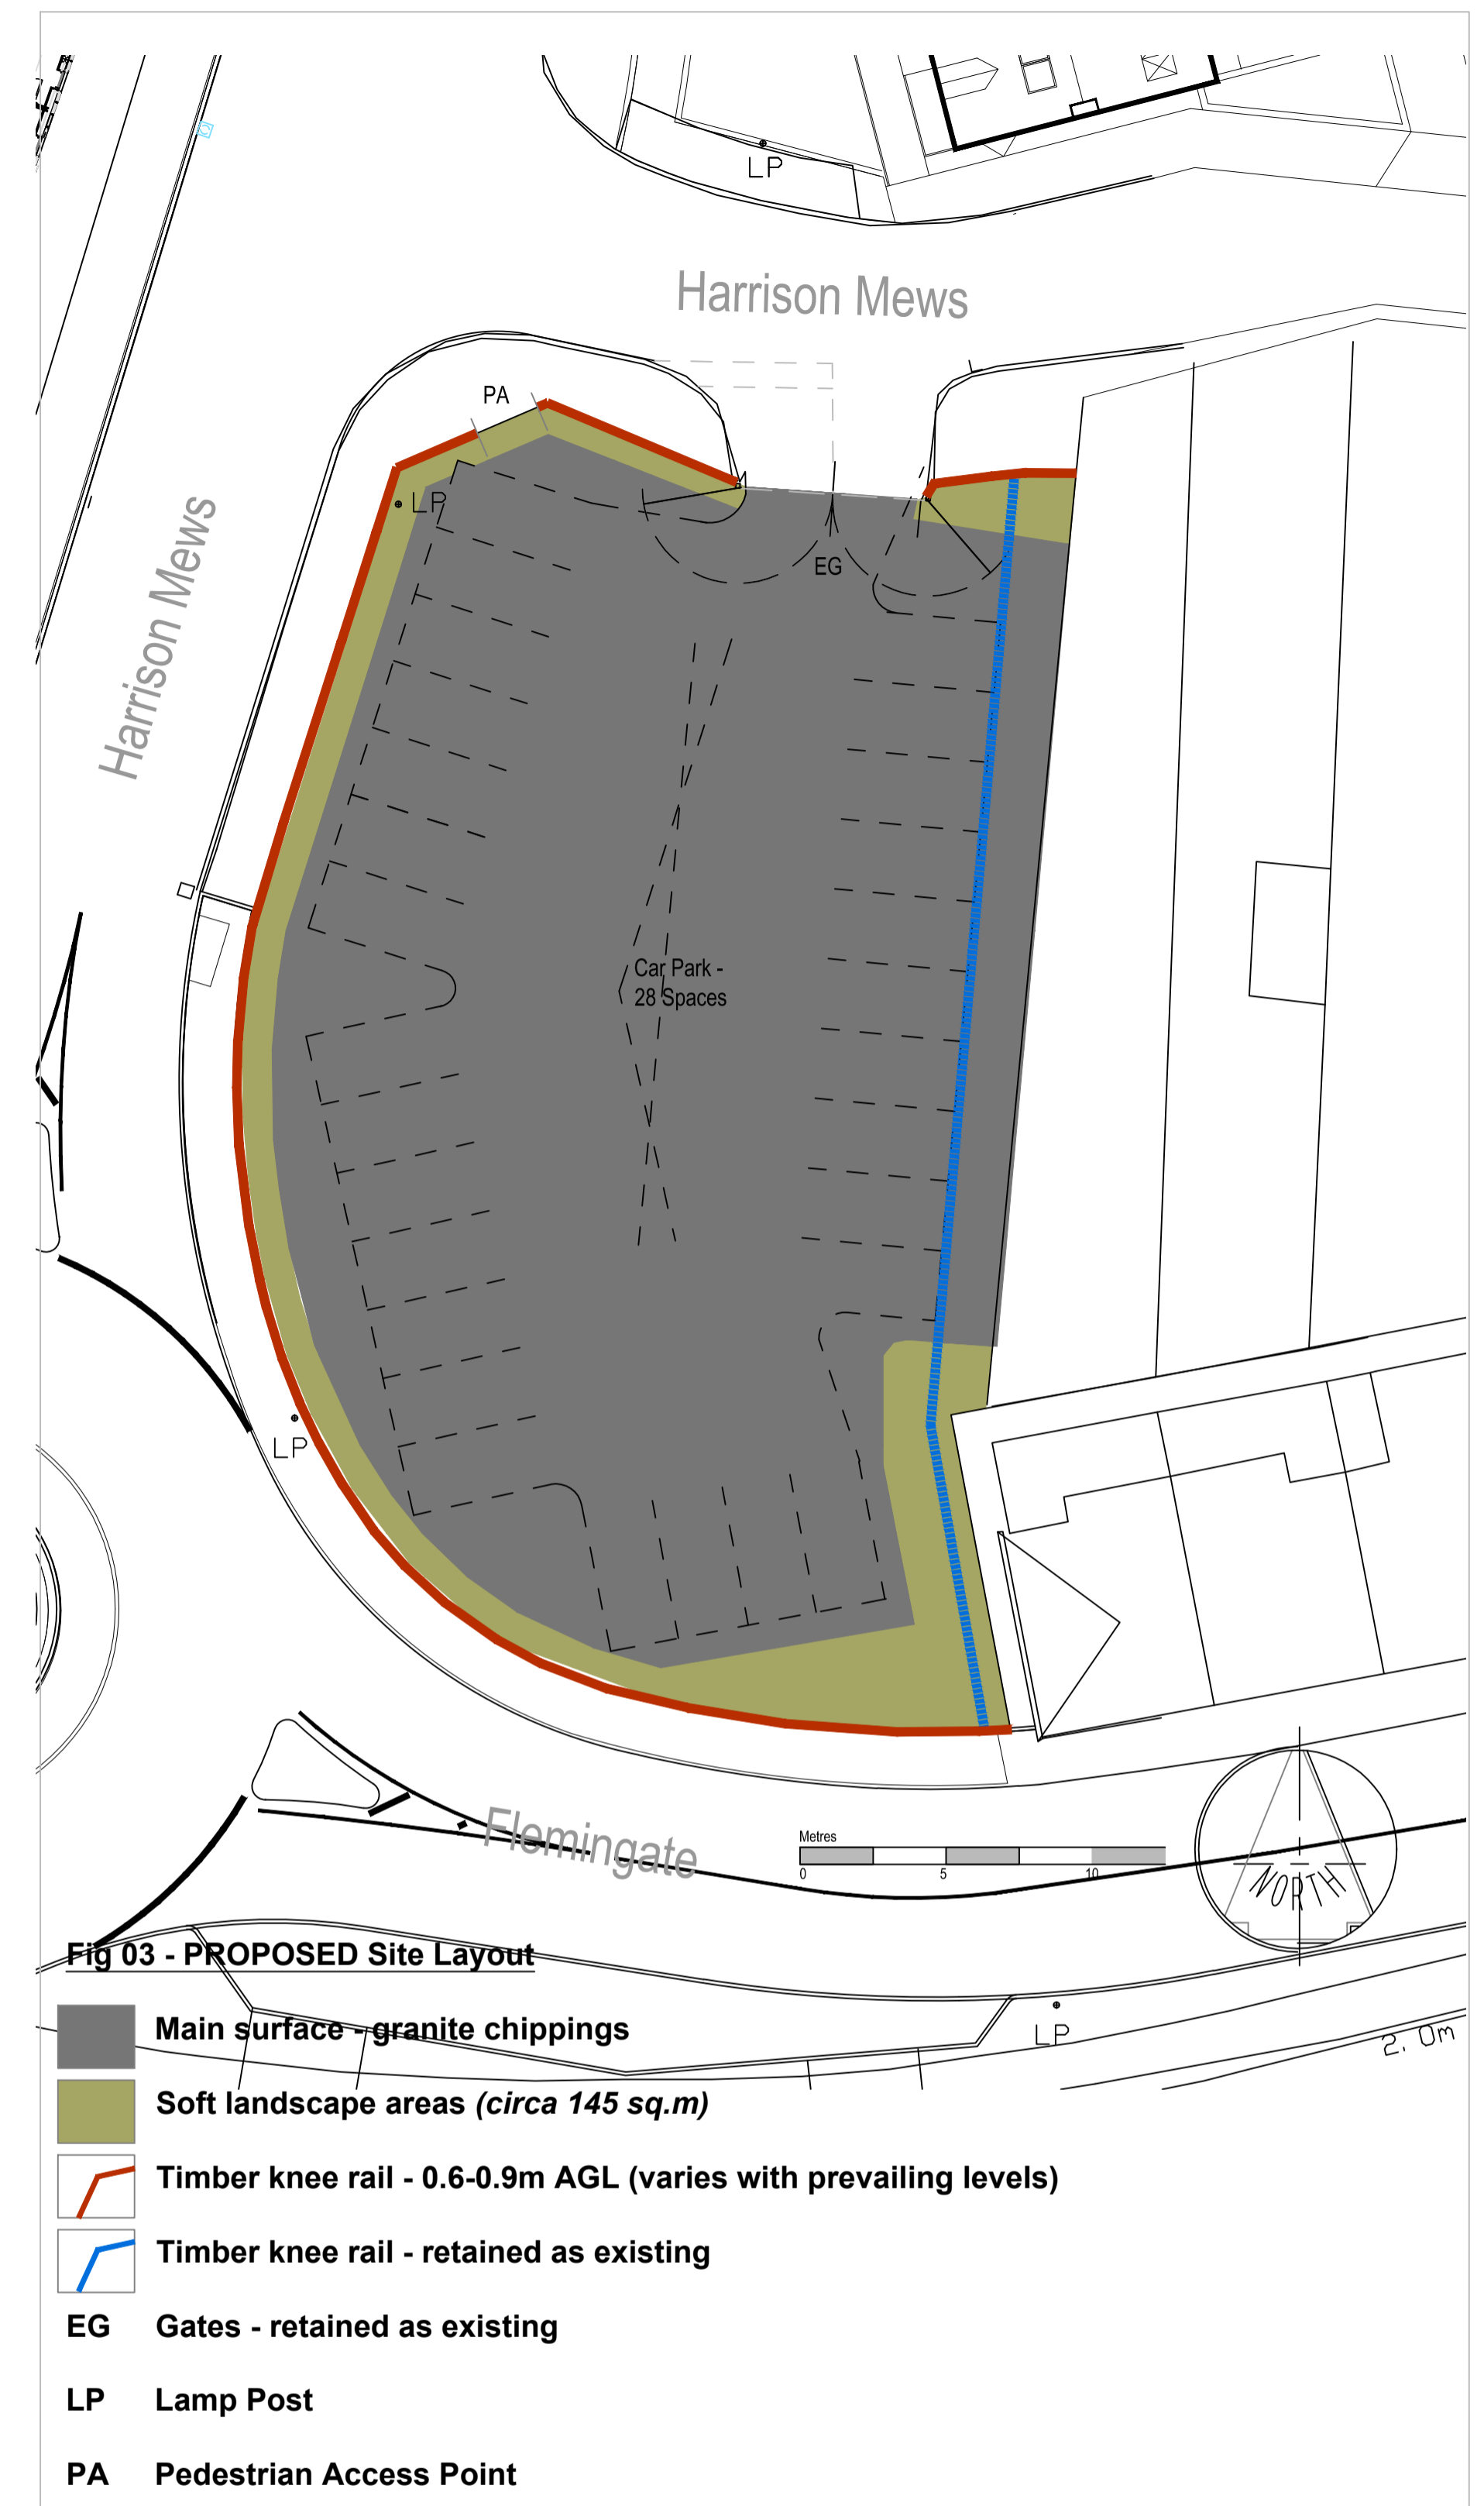 LP
Harrison Mews
PA
LP
EG
Harrison Mews
Car Park -
28 Spaces
LP
Flemingate
Metres
0 5 10
NORTH
Fig 03 - PROPOSED Site Layout
Main surface - granite chippings
LP
2.0m
Soft landscape areas (circa 145 sq.m)
Timber knee rail - 0.6-0.9m AGL (varies with prevailing levels)
Timber knee rail - retained as existing
EG Gates - retained as existing
LP Lamp Post
PA Pedestrian Access Point